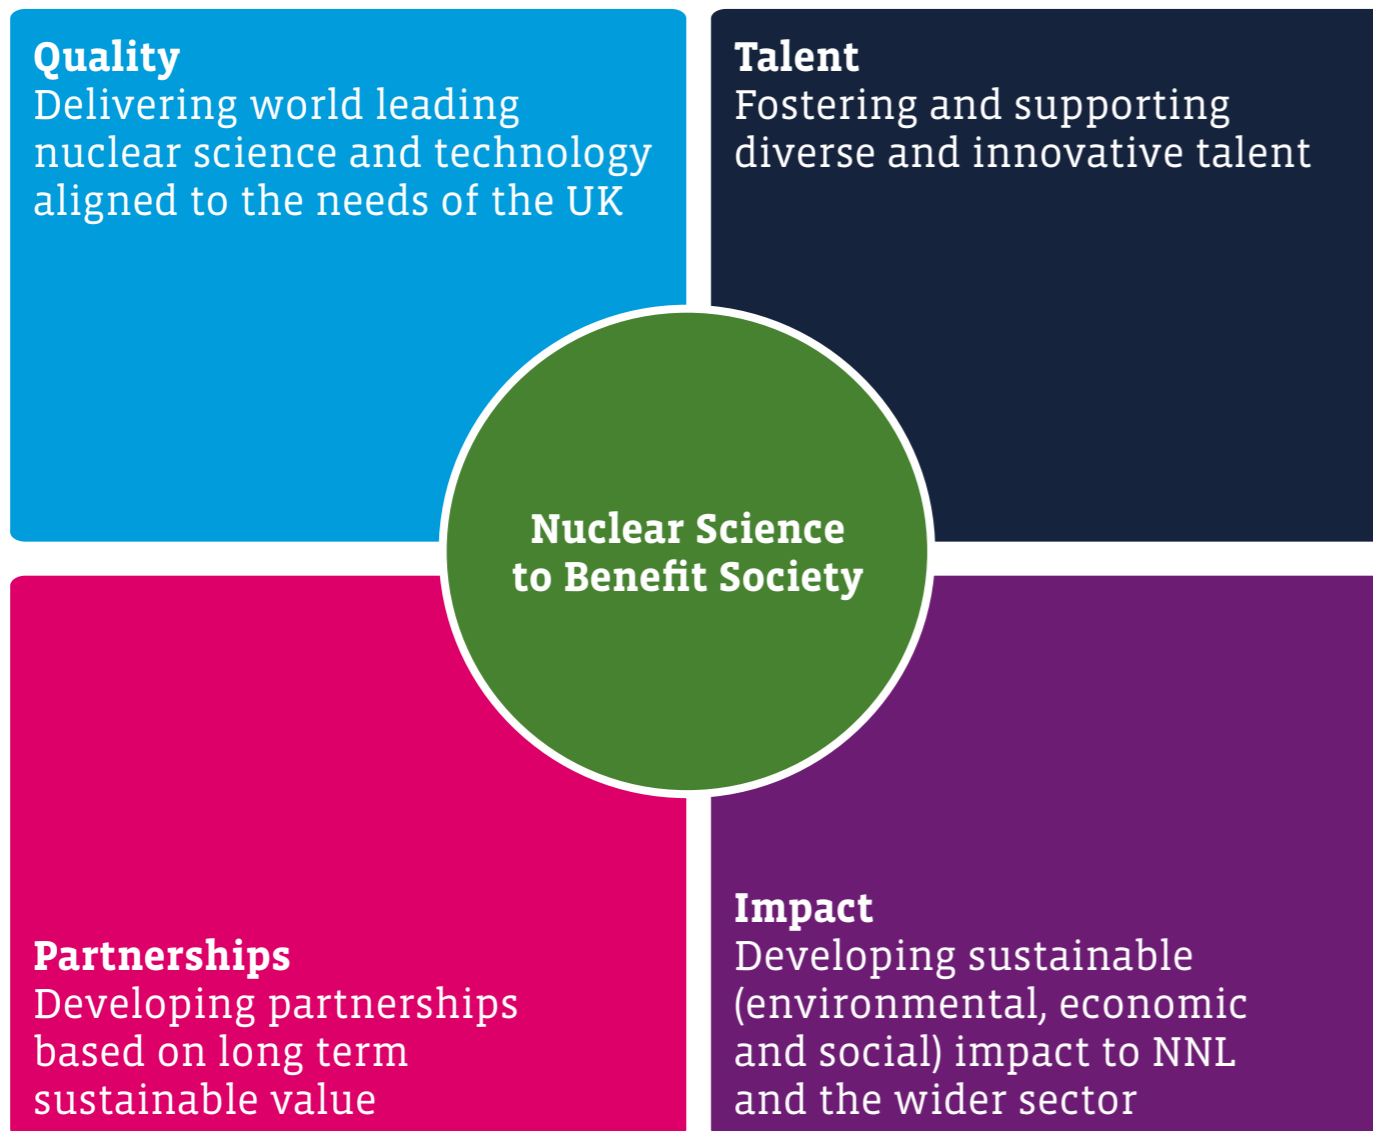 Quality
Delivering world leading
nuclear science and technology
aligned to the needs of the UK
Talent
Fostering and supporting
diverse and innovative talent
Nuclear Science
to Benefit Society
Partnerships
Developing partnerships
based on long term
sustainable value
Impact
Developing sustainable
(environmental, economic
and social) impact to NNL
and the wider sector